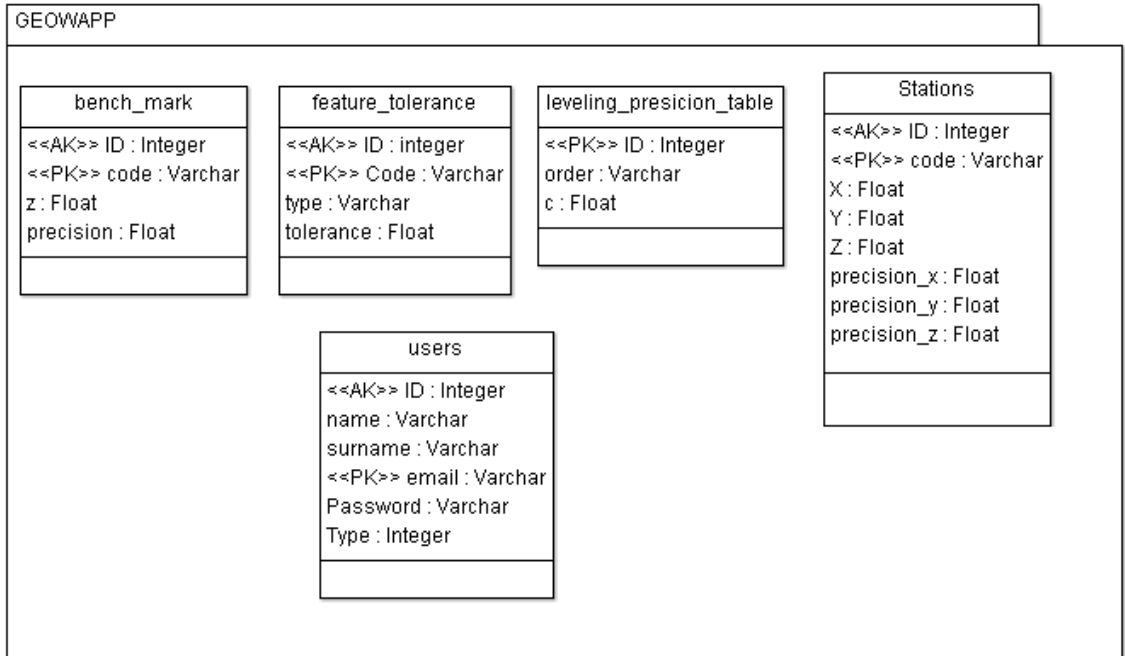 GEOWAPP
bench_mark
<<AK>> ID : Integer
<<PK>> code : Varchar
z : Float
precision : Float
feature_tolerance
<<AK>> ID : integer
<<PK>> Code : Varchar
type : Varchar
tolerance : Float
leveling_presicion_table
<<PK>> ID : Integer
order : Varchar
c : Float
Stations
<<AK>> ID : Integer
<<PK>> code : Varchar
X : Float
Y : Float
Z : Float
precision_x : Float
precision_y : Float
precision_z : Float
users
<<AK>> ID : Integer
name : Varchar
surname : Varchar
<<PK>> email : Varchar
Password : Varchar
Type : Integer